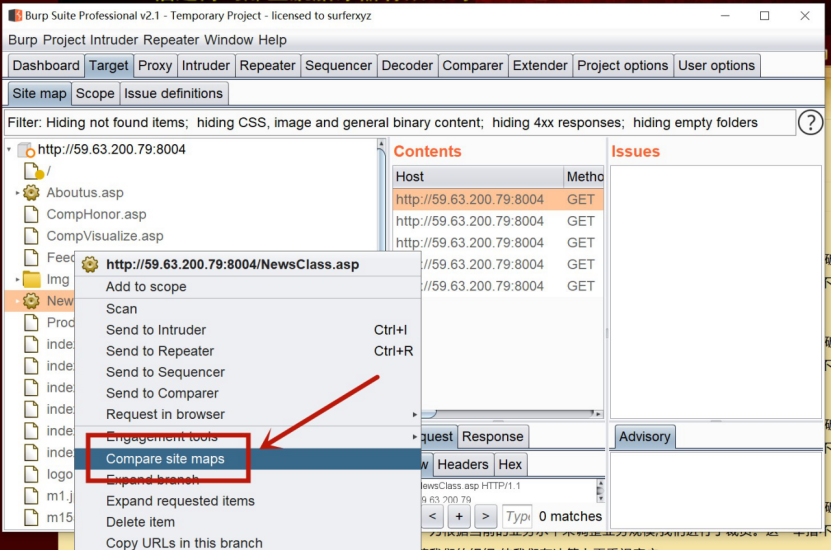 Burp Suite Professional v2.1 - Temporary Project - licensed to surferxyz
Burp Project Intruder Repeater Window Help
Dashboard Target Proxy Intruder Repeater Sequencer Decoder Comparer Extender Project options User options
Site map Scope Issue definitions
Filter: Hiding not found items; hiding CSS, image and general binary content; hiding 4xx responses; hiding empty folders ?
http://59.63.200.79:8004
/
Aboutus.asp
CompHonor.asp
CompVisualize.asp
Feed
Img
New
Prod
inde
inde
inde
inde
inde
inde
logo
m1.j
m15
http://59.63.200.79:8004/NewsClass.asp
Add to scope
Scan
Send to Intruder Ctrl+I
Send to Repeater Ctrl+R
Send to Sequencer
Send to Comparer
Request in browser
Engagement tools
Compare site maps
Expand branch
Expand requested items
Delete item
Copy URLs in this branch
Contents
Host Metho
http://59.63.200.79:8004 GET
http://59.63.200.79:8004 GET
http://59.63.200.79:8004 GET
://59.63.200.79:8004 GET
://59.63.200.79:8004 GET
quest Response
w Headers Hex
ewsClass.asp HTTP/1.1
9.63.200.79
< + > Type 0 matches
Issues
Advisory